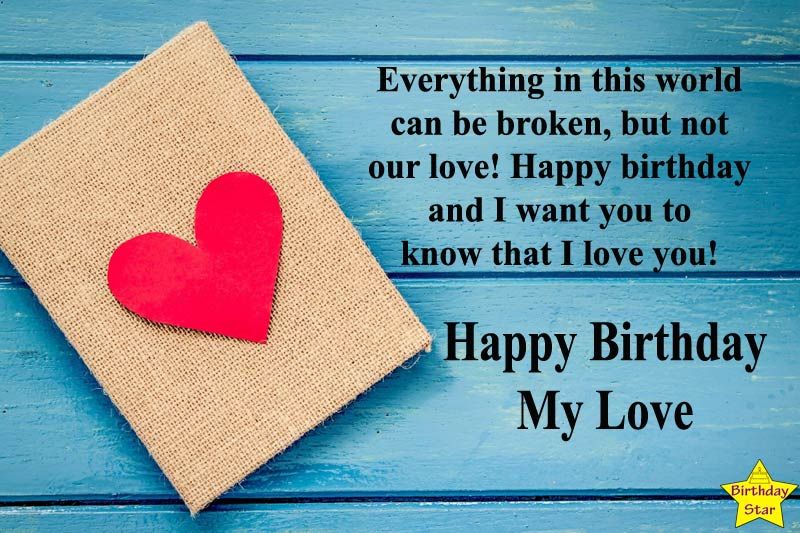 Everything in this world
can be broken, but not
our love! Happy birthday
and I want you to
know that I love you!
Happy Birthday
My Love
Birthday
Star